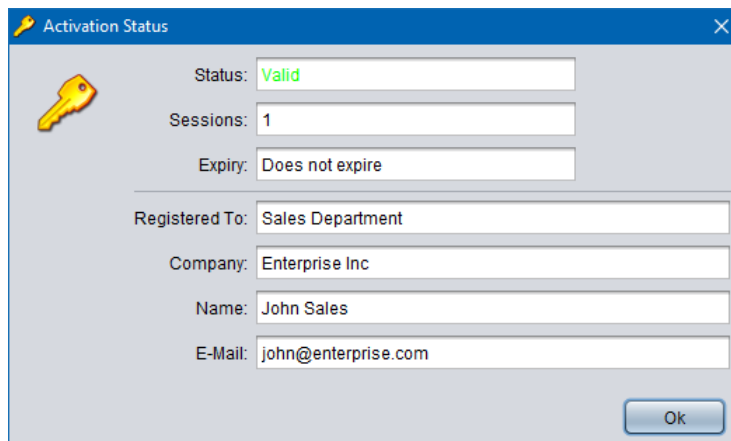 Activation Status
Status: Valid
Sessions: 1
Expiry: Does not expire
Registered To: Sales Department
Company: Enterprise Inc
Name: John Sales
E-Mail: john@enterprise.com
Ok